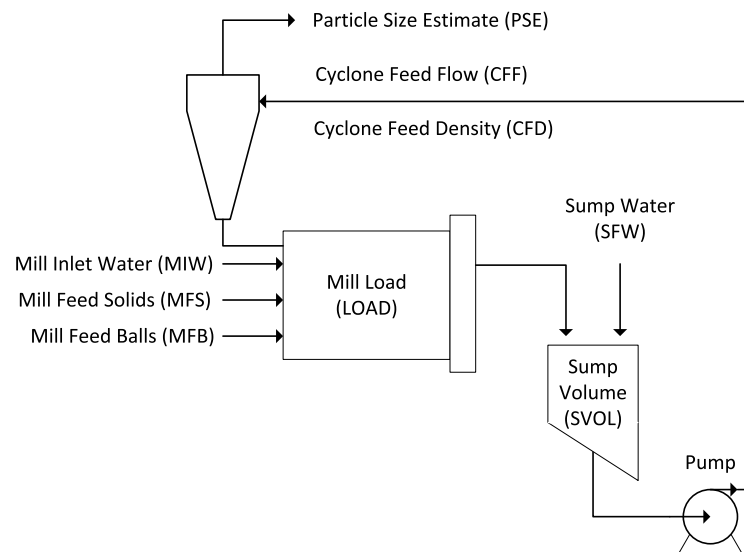 Particle Size Estimate (PSE)
Cyclone Feed Flow (CFF)
Cyclone Feed Density (CFD)
Sump Water
(SFW)
Mill Inlet Water (MIW)
Mill Feed Solids (MFS)
Mill Feed Balls (MFB)
Mill Load
(LOAD)
Sump
Volume
(SVOL)
Pump